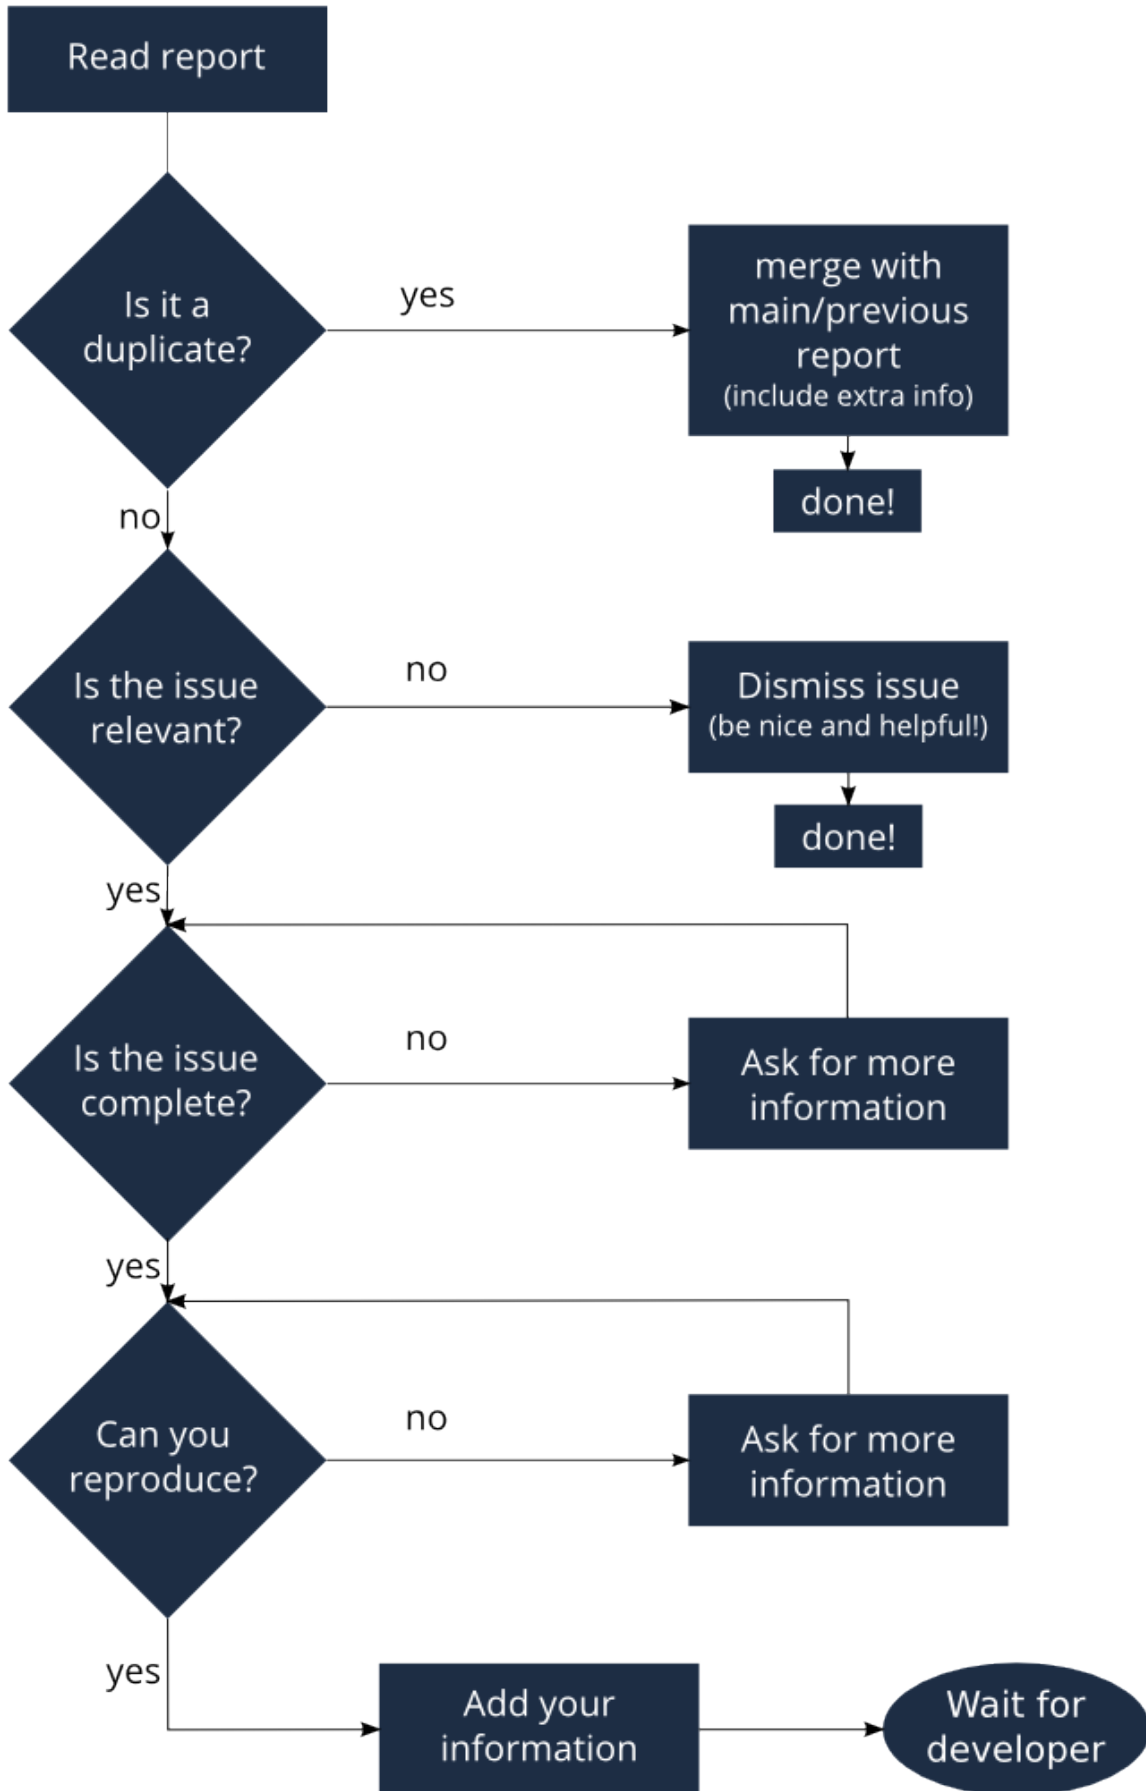 Read report
Is it a
duplicate?
yes
merge with
main/previous
report
(include extra info)
done!
no
Is the issue
relevant?
no
Dismiss issue
(be nice and helpful!)
done!
yes
Is the issue
complete?
no
Ask for more
information
yes
Can you
reproduce?
no
Ask for more
information
yes
Add your
information
Wait for
developer